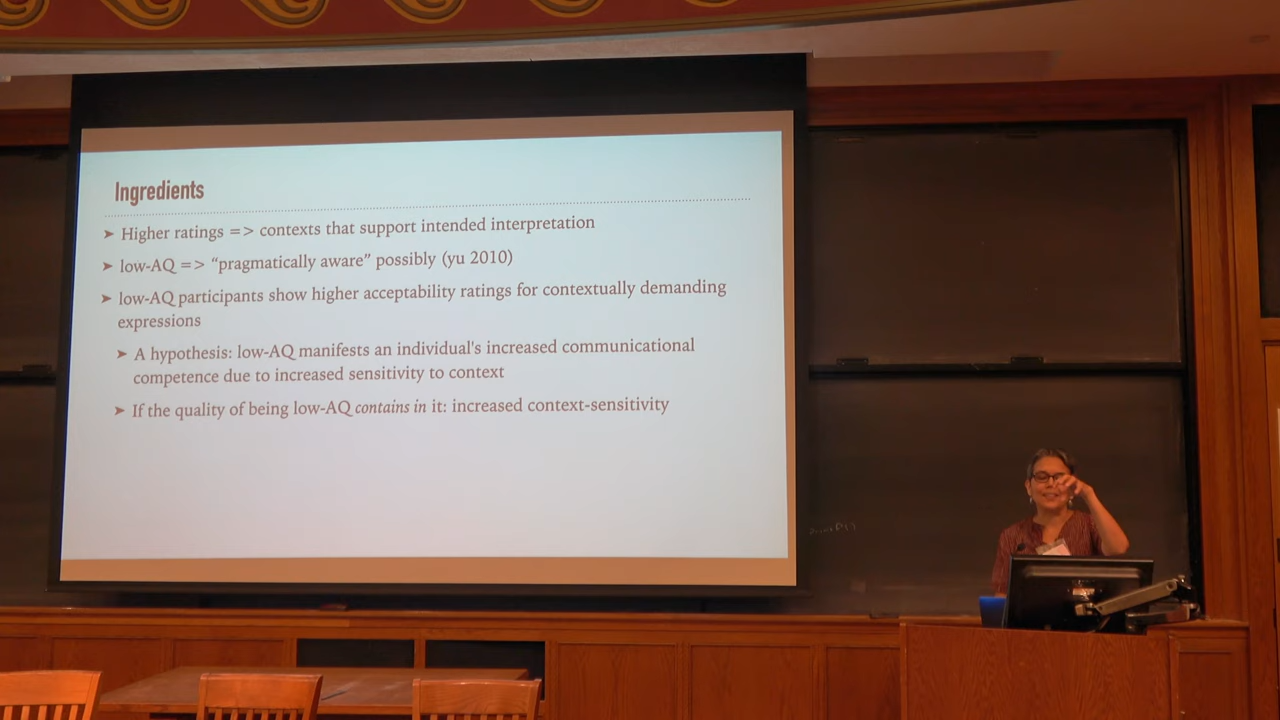 Ingredients
➤ Higher ratings => contexts that support intended interpretation
➤ low-AQ => “pragmatically aware” possibly (yu 2010)
➤ low-AQ participants show higher acceptability ratings for contextually demanding
expressions
➤ A hypothesis: low-AQ manifests an individual's increased communicational
competence due to increased sensitivity to context
➤ If the quality of being low-AQ contains in it: increased context-sensitivity